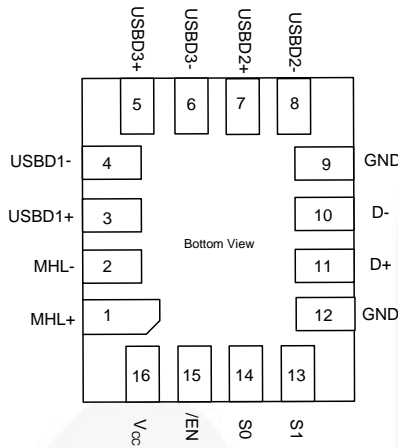 USBD3+
USBD3-
USBD2+
USBD2-
5
6
7
8
USBD1-
4
9
GND
USBD1+
3
10
D-
MHL-
2
Bottom View
11
D+
MHL+
1
12
GND
16
15
14
13
VCC
/EN
S0
S1